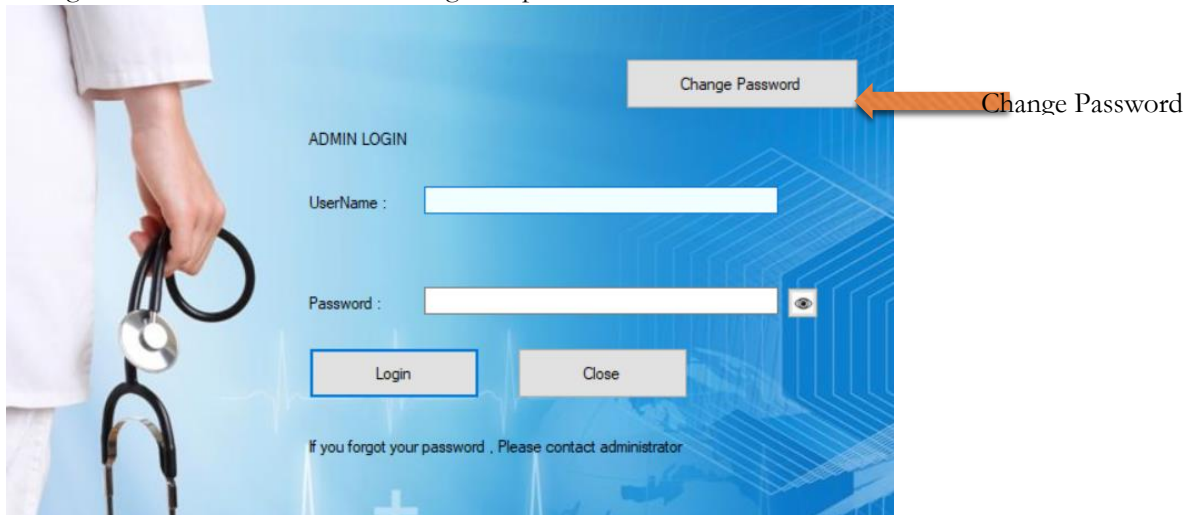 Change Password
Change Password
ADMIN LOGIN
UserName :
Password :
Login Close
If you forgot your password , Please contact administrator